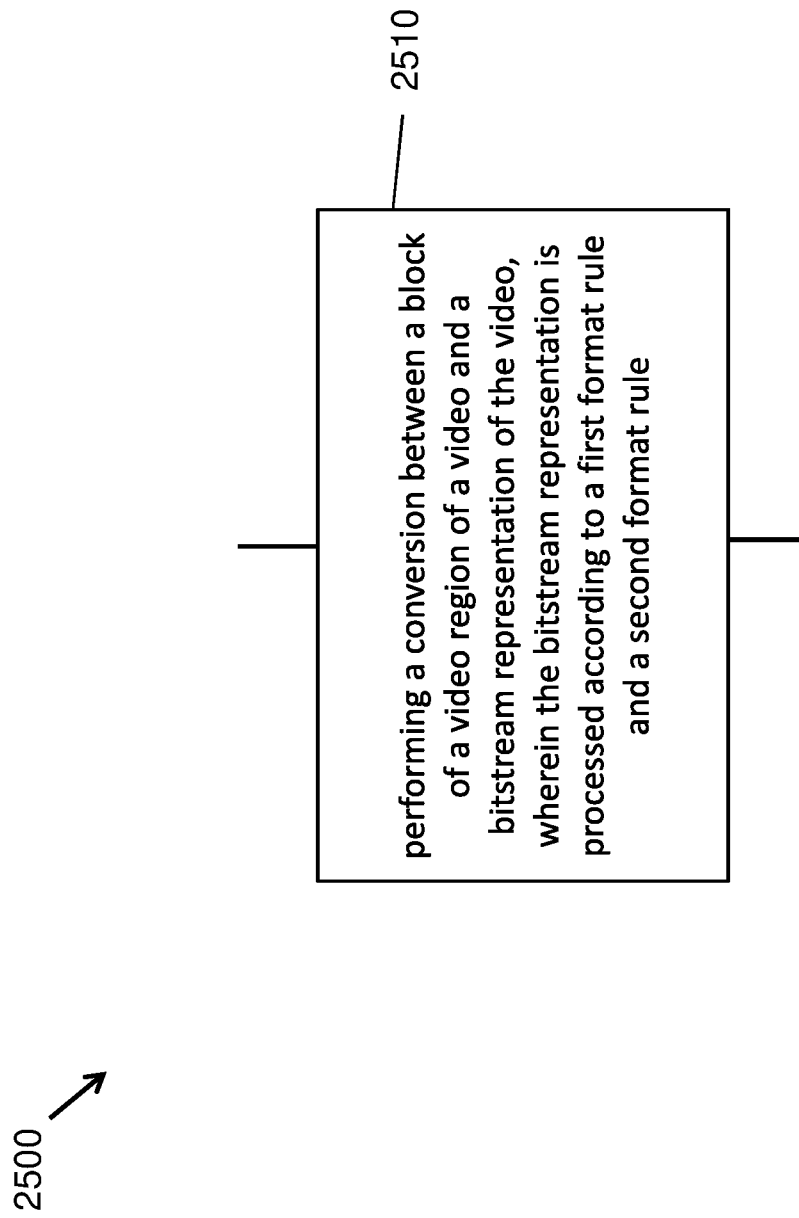 2500
2510
performing a conversion between a block
of a video region of a video and a
bitstream representation of the video,
wherein the bitstream representation is
processed according to a first format rule
and a second format rule